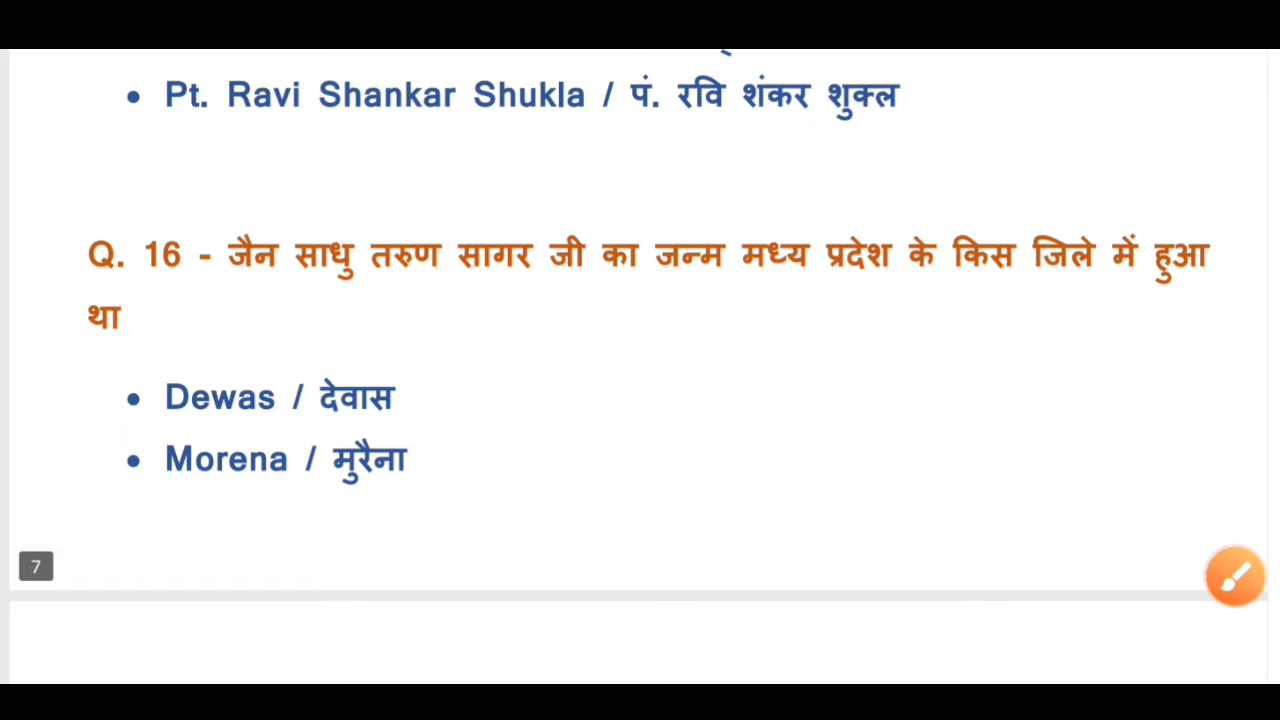 • Pt. Ravi Shankar Shukla / पं. रवि शंकर शुक्ल
Q. 16 - जैन साधु तरुण सागर जी का जन्म मध्य प्रदेश के किस जिले में हुआ
था
• Dewas / देवास
• Morena / मुरैना
7